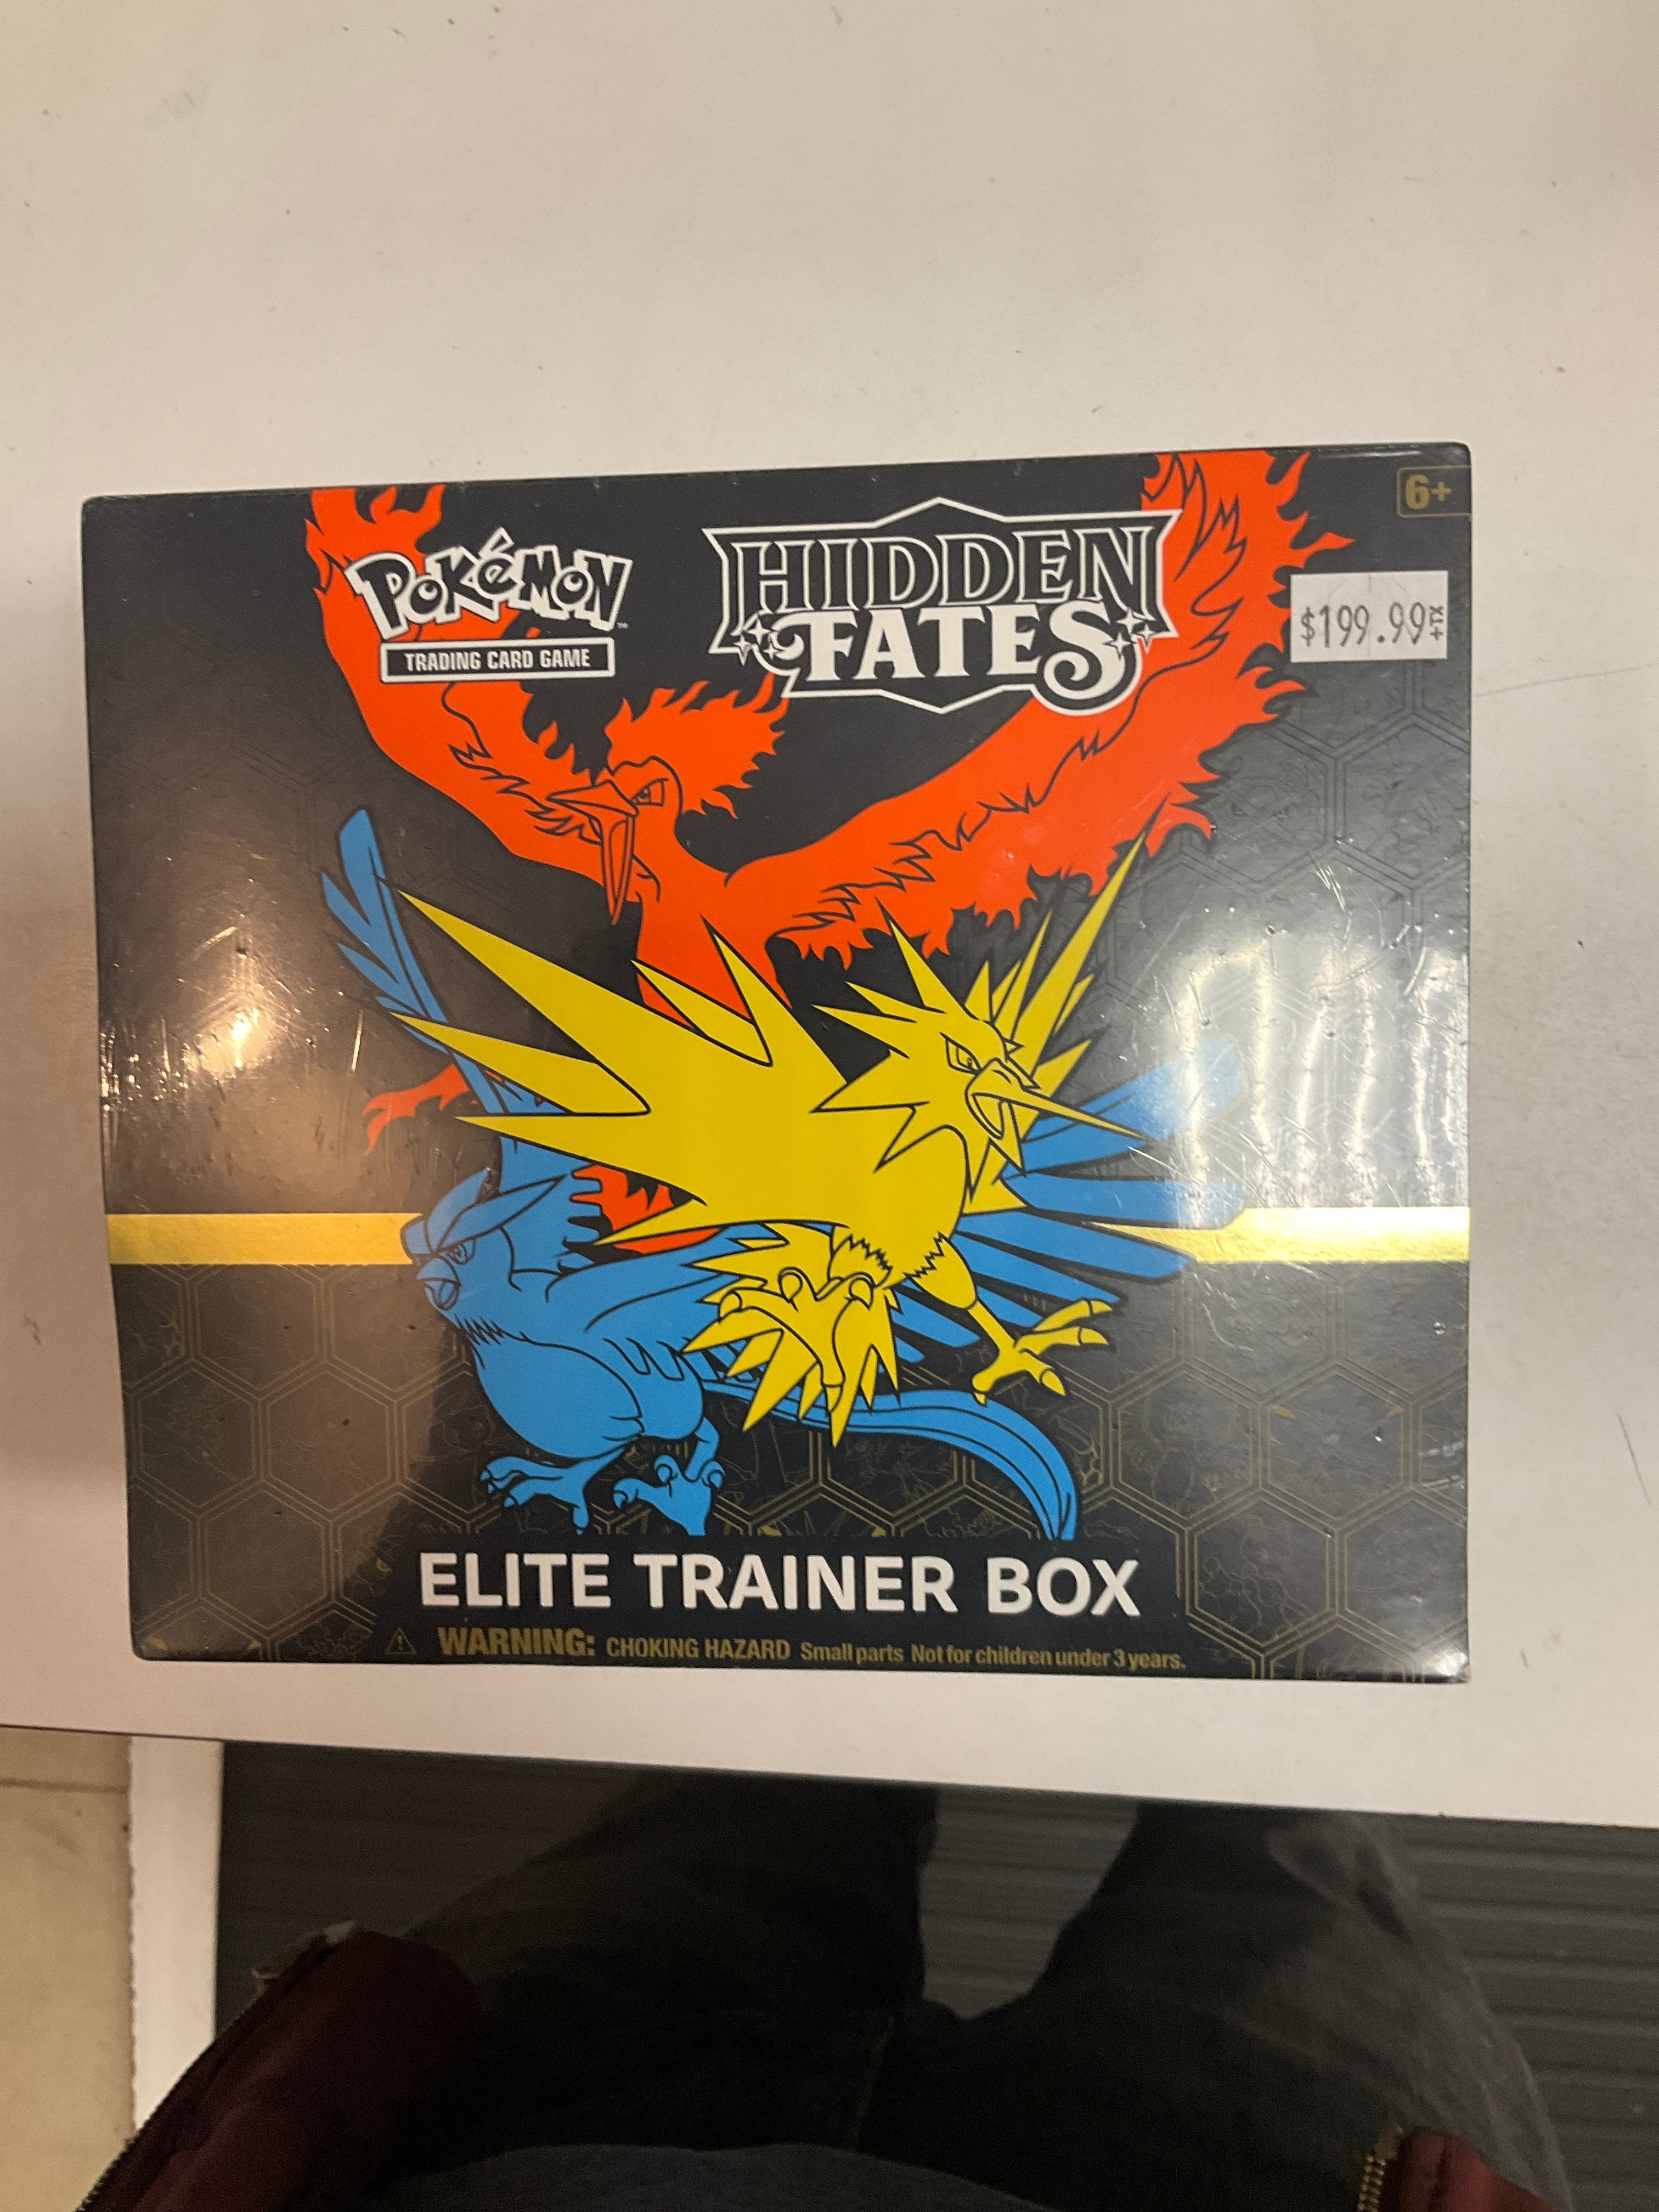 6+
POKéMON™
TRADING CARD GAME
HIDDEN
FATES
$199.99+TX
ELITE TRAINER BOX
⚠ WARNING: CHOKING HAZARD Small parts Not for children under 3 years.